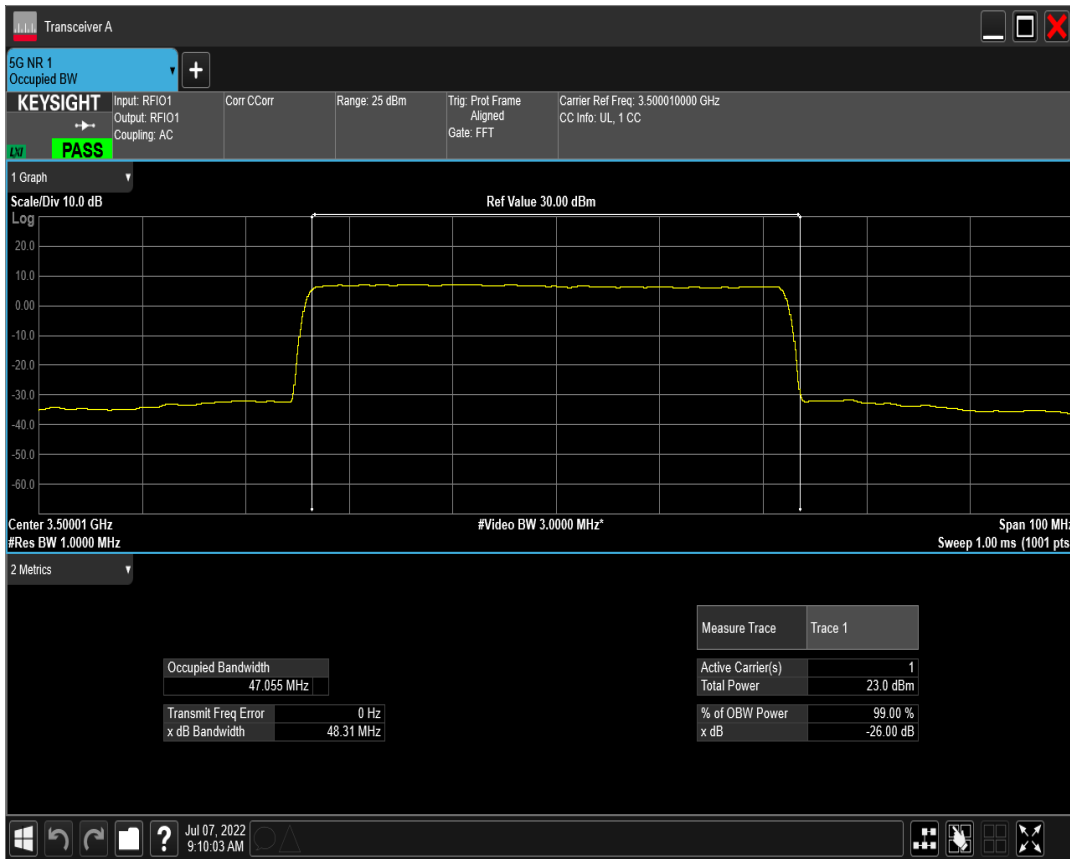 Transceiver A
5G NR 1
Occupied BW
KEYSIGHT
LXI
PASS
Input: RFIO1
Output: RFIO1
Coupling: AC
Corr CCorr
Range: 25 dBm
Trig: Prot Frame
Aligned
Gate: FFT
Carrier Ref Freq: 3.500010000 GHz
CC Info: UL, 1 CC
1 Graph
Scale/Div 10.0 dB
Ref Value 30.00 dBm
Log
20.0
10.0
0.00
-10.0
-20.0
-30.0
-40.0
-50.0
-60.0
Center 3.50001 GHz
#Video BW 3.0000 MHz*
Span 100 MHz
#Res BW 1.0000 MHz
Sweep 1.00 ms (1001 pts
2 Metrics
Measure Trace Trace 1
Occupied Bandwidth
47.055 MHz
Active Carrier(s) 1
Total Power 23.0 dBm
Transmit Freq Error 0 Hz
x dB Bandwidth 48.31 MHz
% of OBW Power 99.00 %
x dB -26.00 dB
Jul 07, 2022
9:10:03 AM